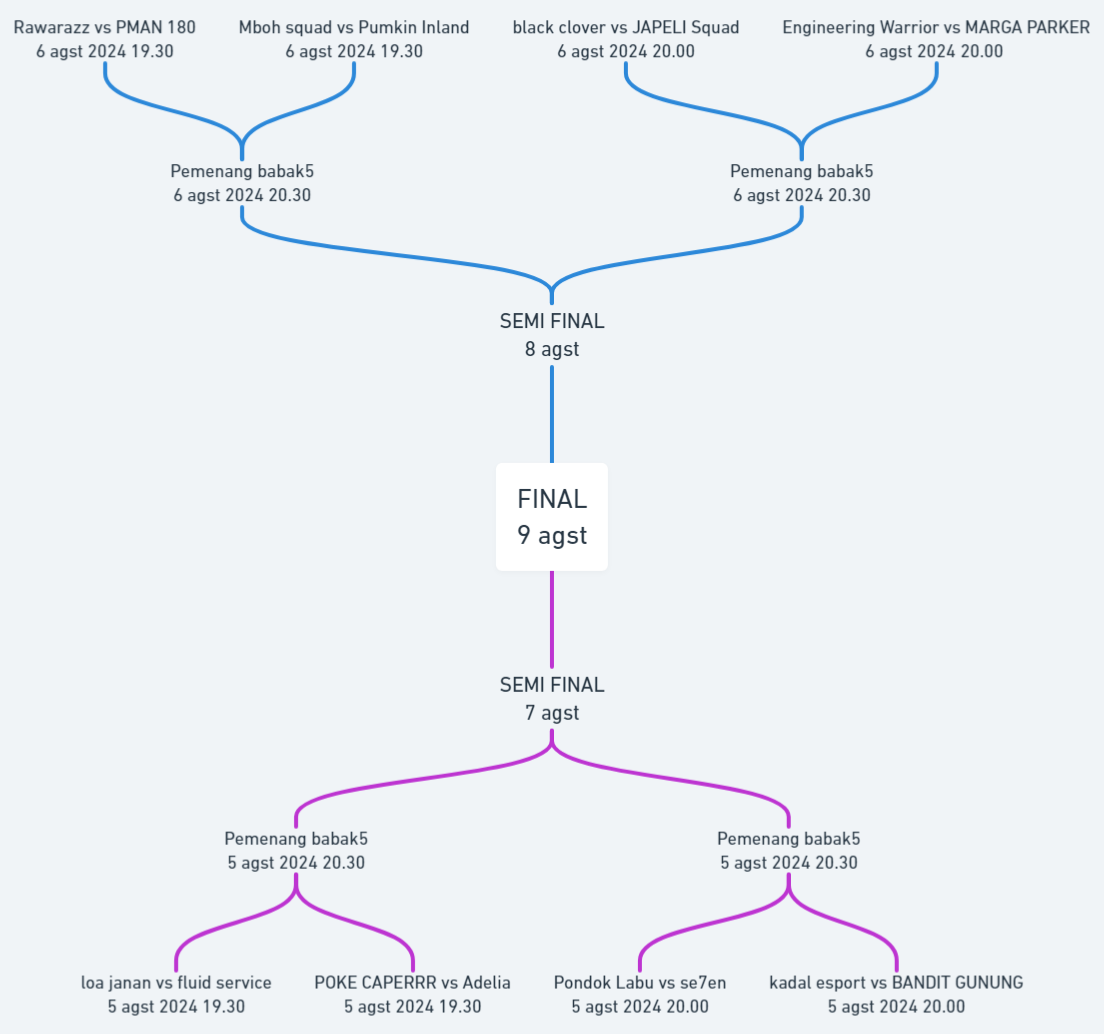 Rawarazz vs PMAN 180
6 agst 2024 19.30
Mboh squad vs Pumkin Inland
6 agst 2024 19.30
black clover vs JAPELI Squad
6 agst 2024 20.00
Engineering Warrior vs MARGA PARKER
6 agst 2024 20.00
Pemenang babak5
6 agst 2024 20.30
Pemenang babak5
6 agst 2024 20.30
SEMI FINAL
8 agst
FINAL
9 agst
SEMI FINAL
7 agst
Pemenang babak5
5 agst 2024 20.30
Pemenang babak5
5 agst 2024 20.30
loa janan vs fluid service
5 agst 2024 19.30
POKE CAPERRR vs Adelia
5 agst 2024 19.30
Pondok Labu vs se7en
5 agst 2024 20.00
kadal esport vs BANDIT GUNUNG
5 agst 2024 20.00